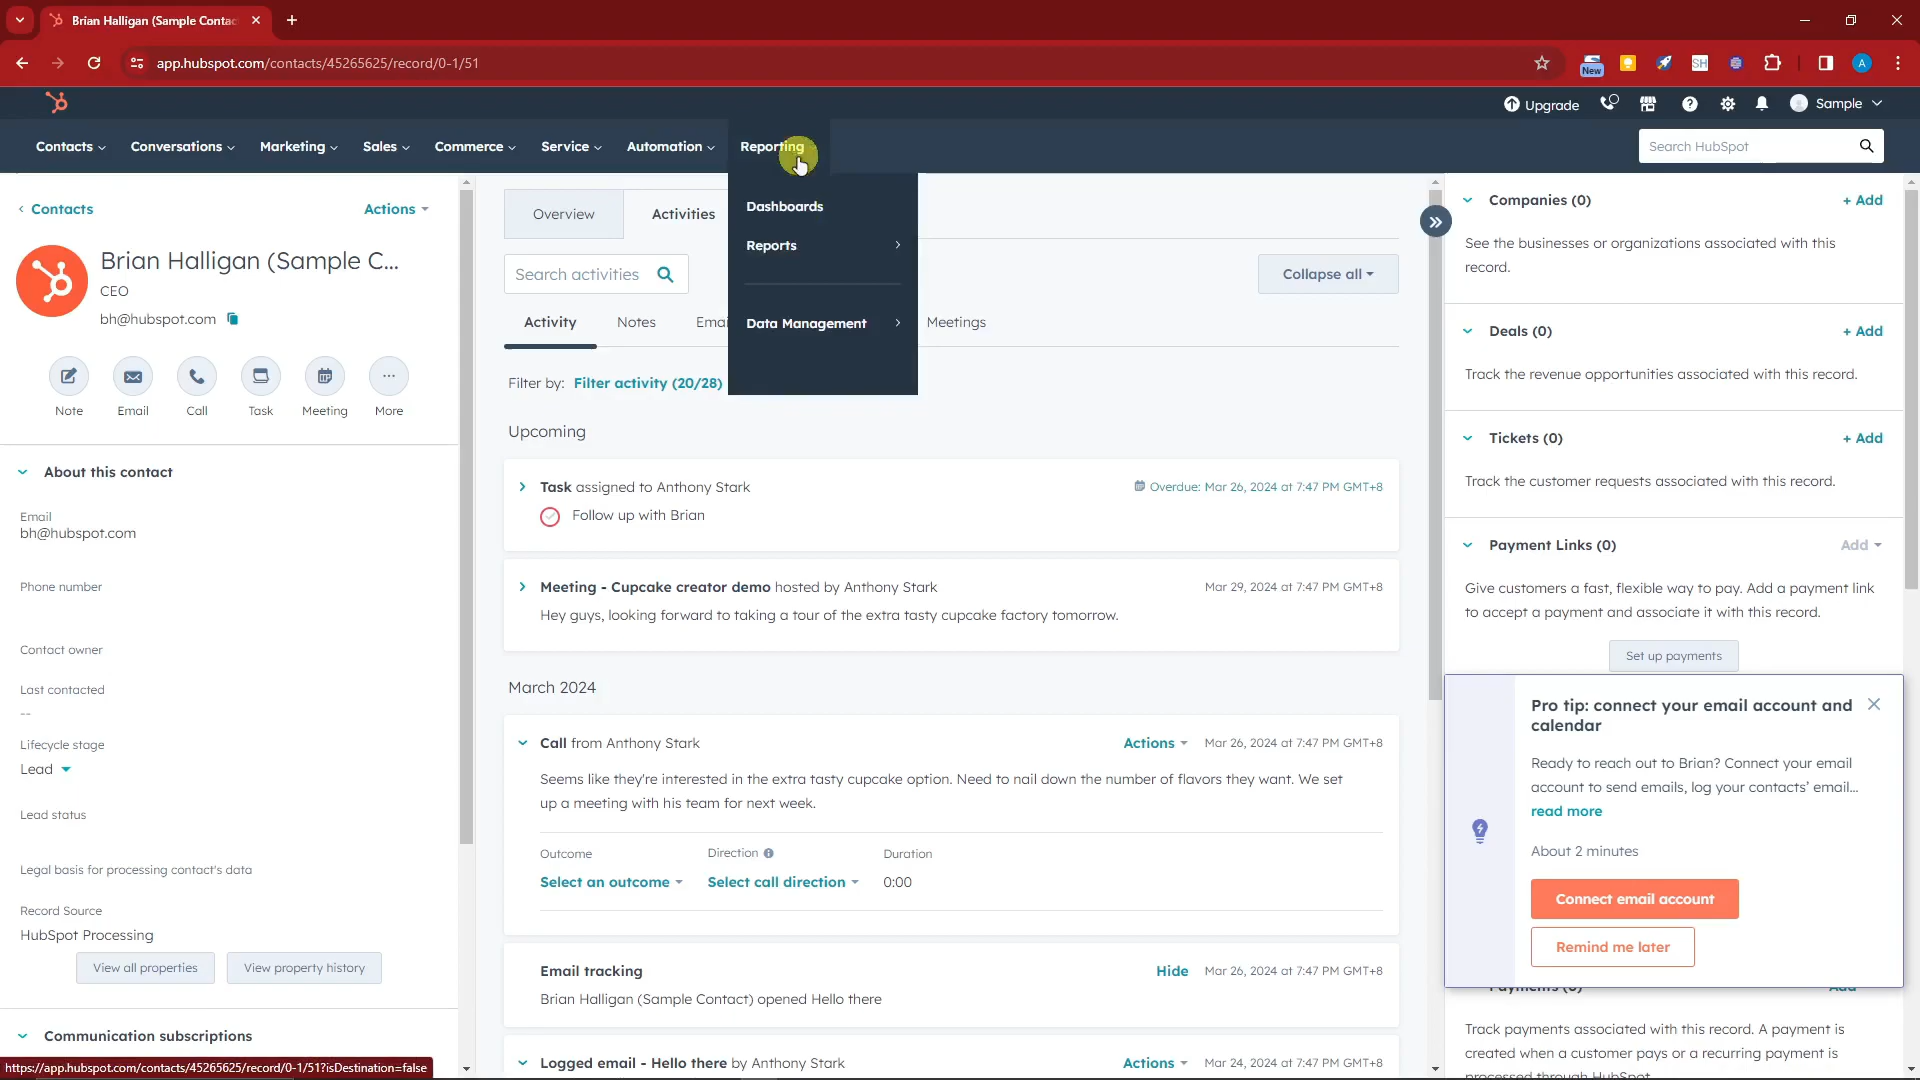 Brian Halligan (Sample Contac
app.hubspot.com/contacts/45265625/record/0-1/51
New
SH
A
Upgrade
Sample
Contacts
Conversations
Marketing
Sales
Commerce
Service
Automation
Reporting
Search HubSpot
Dashboards
Reports
Data Management
Contacts
Actions
Brian Halligan (Sample C...
CEO
bh@hubspot.com
Note
Email
Call
Task
Meeting
More
About this contact
Email
bh@hubspot.com
Phone number
Contact owner
Last contacted
--
Lifecycle stage
Lead
Lead status
Legal basis for processing contact's data
Record Source
HubSpot Processing
View all properties
View property history
Communication subscriptions
https://app.hubspot.com/contacts/45265625/record/0-1/51?isDestination=false
Overview
Activities
Search activities
Collapse all
Activity
Notes
Emai
Meetings
Filter by:
Filter activity (20/28)
Upcoming
Task assigned to Anthony Stark
Overdue: Mar 26, 2024 at 7:47 PM GMT+8
Follow up with Brian
Meeting - Cupcake creator demo hosted by Anthony Stark
Mar 29, 2024 at 7:47 PM GMT+8
Hey guys, looking forward to taking a tour of the extra tasty cupcake factory tomorrow.
March 2024
Call from Anthony Stark
Actions
Mar 26, 2024 at 7:47 PM GMT+8
Seems like they're interested in the extra tasty cupcake option. Need to nail down the number of flavors they want. We set
up a meeting with his team for next week.
Outcome
Direction
Duration
Select an outcome
Select call direction
0:00
Email tracking
Hide
Mar 26, 2024 at 7:47 PM GMT+8
Brian Halligan (Sample Contact) opened Hello there
Logged email - Hello there by Anthony Stark
Actions
Mar 24, 2024 at 7:47 PM GMT+8
Companies (0)
+ Add
See the businesses or organizations associated with this
record.
Deals (0)
+ Add
Track the revenue opportunities associated with this record.
Tickets (0)
+ Add
Track the customer requests associated with this record.
Payment Links (0)
Add
Give customers a fast, flexible way to pay. Add a payment link
to accept a payment and associate it with this record.
Set up payments
Pro tip: connect your email account and
calendar
Ready to reach out to Brian? Connect your email
account to send emails, log your contacts’ email...
read more
About 2 minutes
Connect email account
Remind me later
Payments (0)
Add
Track payments associated with this record. A payment is
created when a customer pays or a recurring payment is
processed through HubSpot.